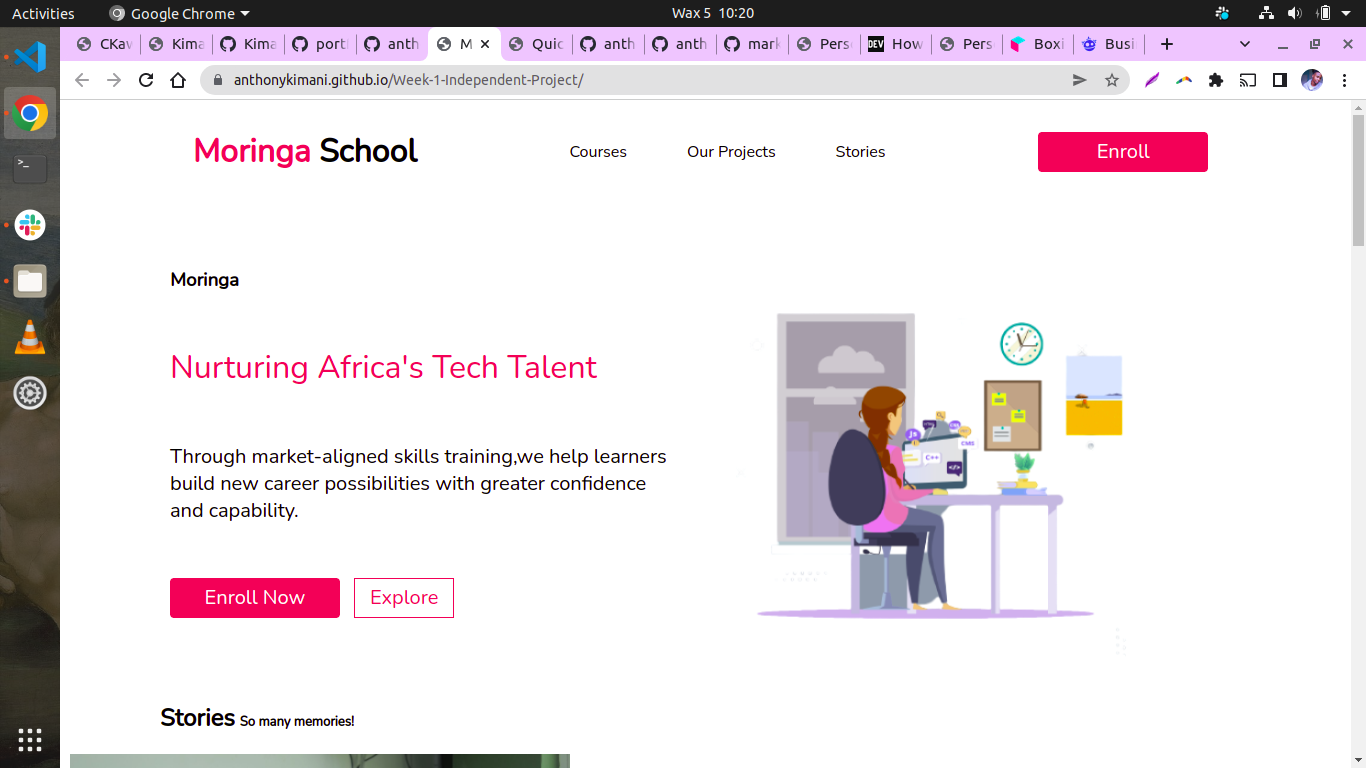 Activities
Google Chrome
Wax 5 10:20
CKaw
Kima
Kima
port
anth
M
Quic
anth
anth
mark
Pers
DEV How
Pers
Boxi
Busi
anthonykimani.github.io/Week-1-Independent-Project/
Moringa School
Courses
Our Projects
Stories
Enroll
Moringa
Nurturing Africa's Tech Talent
Through market-aligned skills training,we help learners
build new career possibilities with greater confidence
and capability.
C++
CMS
</>
Enroll Now
Explore
Stories So many memories!